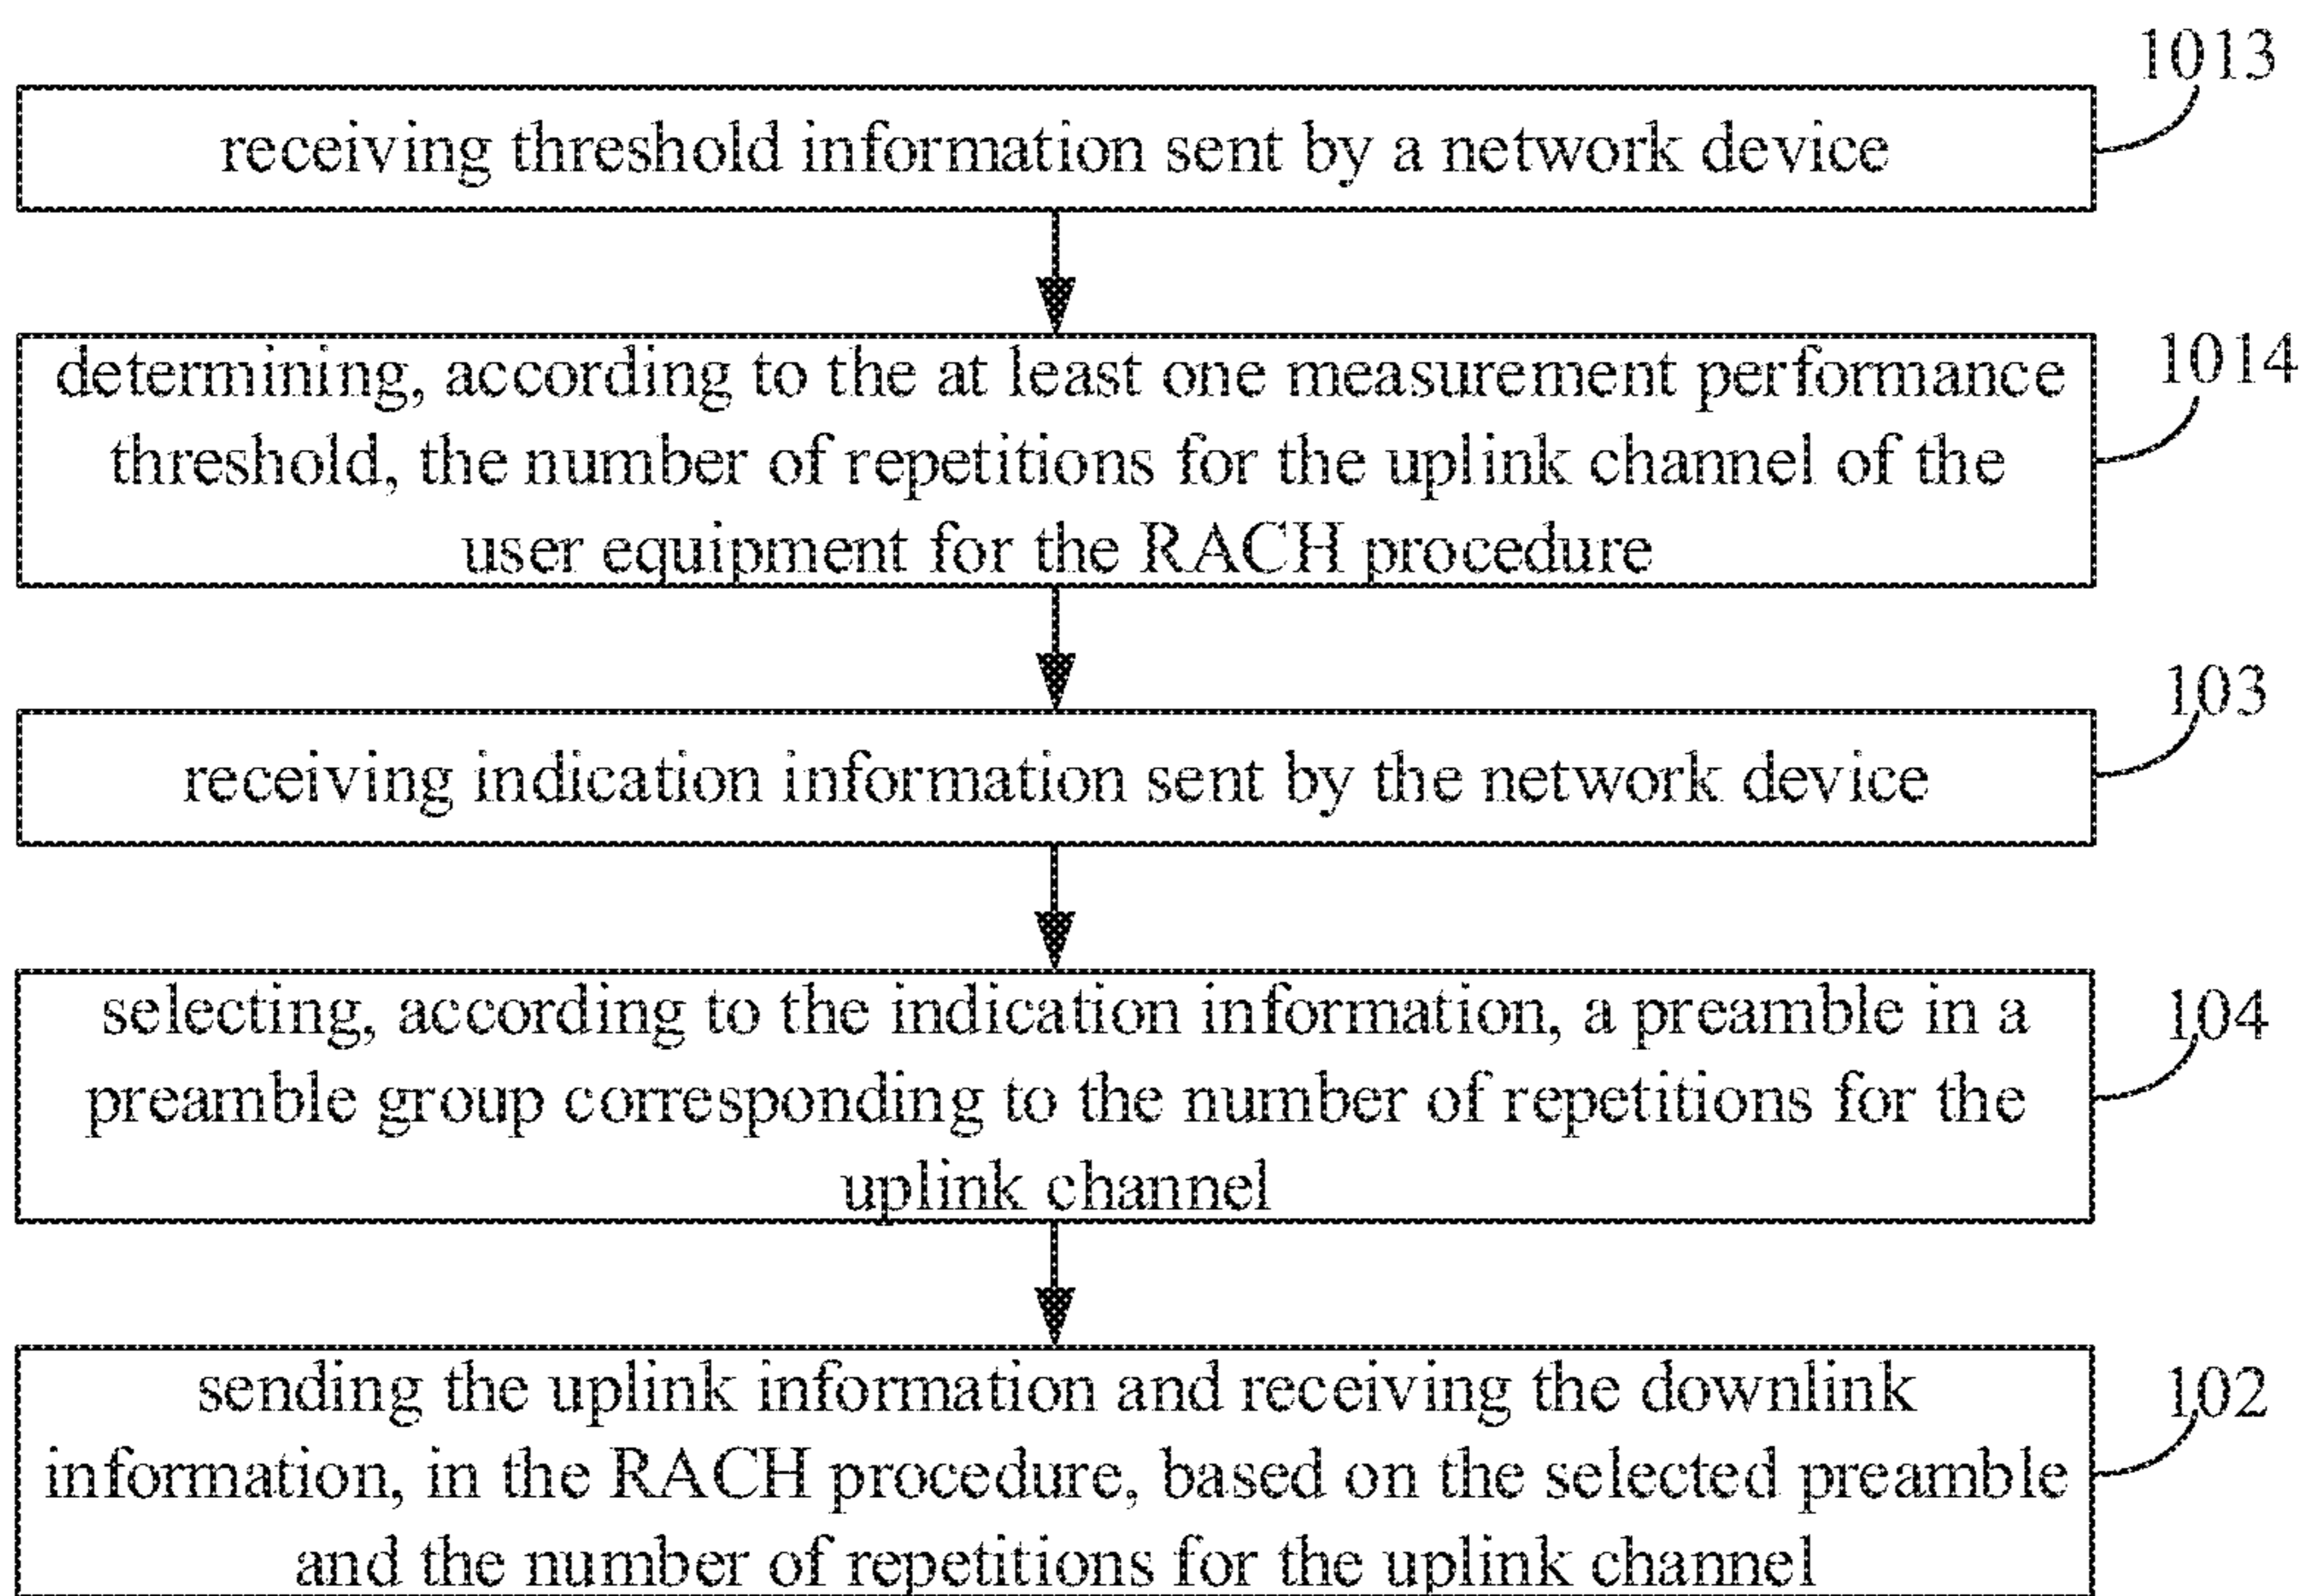 1013
receiving threshold information sent by a network device
1014
determining, according to the at least one measurement performance
threshold, the number of repetitions for the uplink channel of the
user equipment for the RACH procedure
103
receiving indication information sent by the network device
104
selecting, according to the indication information, a preamble in a
preamble group corresponding to the number of repetitions for the
uplink channel
102
sending the uplink information and receiving the downlink
information, in the RACH procedure, based on the selected preamble
and the number of repetitions for the uplink channel